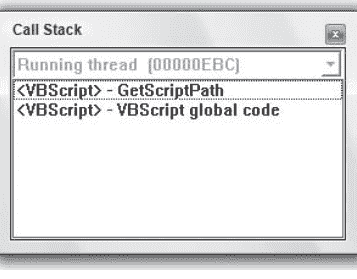 Call Stack
Running thread (00000EBC)
<VBScript> - GetScriptPath
<VBScript> - VBScript global code